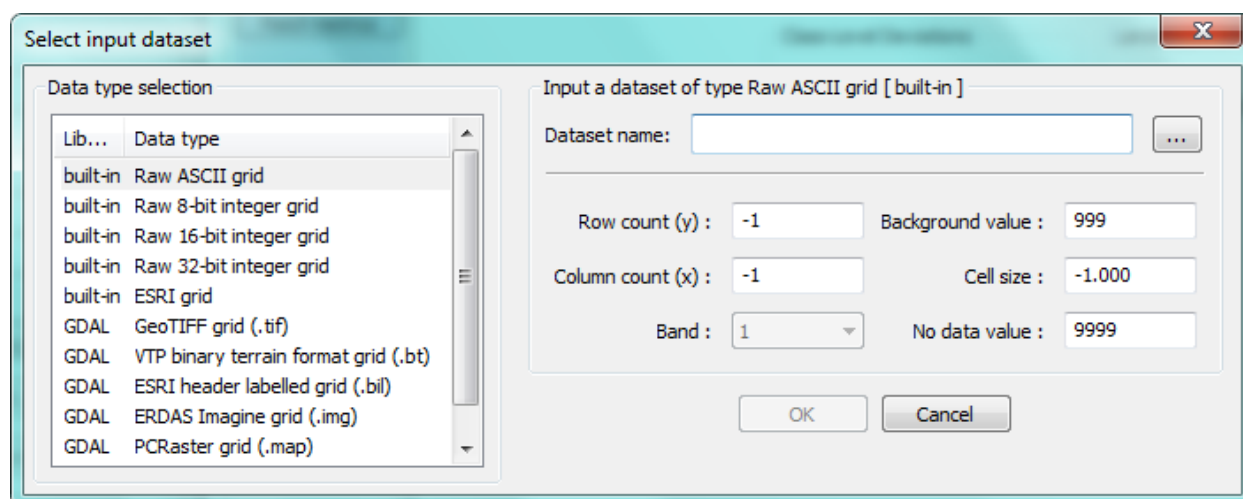 Select input dataset
x
Data type selection
Lib... Data type
built-in Raw ASCII grid
built-in Raw 8-bit integer grid
built-in Raw 16-bit integer grid
built-in Raw 32-bit integer grid
built-in ESRI grid
GDAL GeoTIFF grid (.tif)
GDAL VTP binary terrain format grid (.bt)
GDAL ESRI header labelled grid (.bil)
GDAL ERDAS Imagine grid (.img)
GDAL PCRaster grid (.map)
Input a dataset of type Raw ASCII grid [ built-in ]
Dataset name:
...
Row count (y) : -1 Background value : 999
Column count (x) : -1 Cell size : -1.000
Band : 1 No data value : 9999
OK Cancel